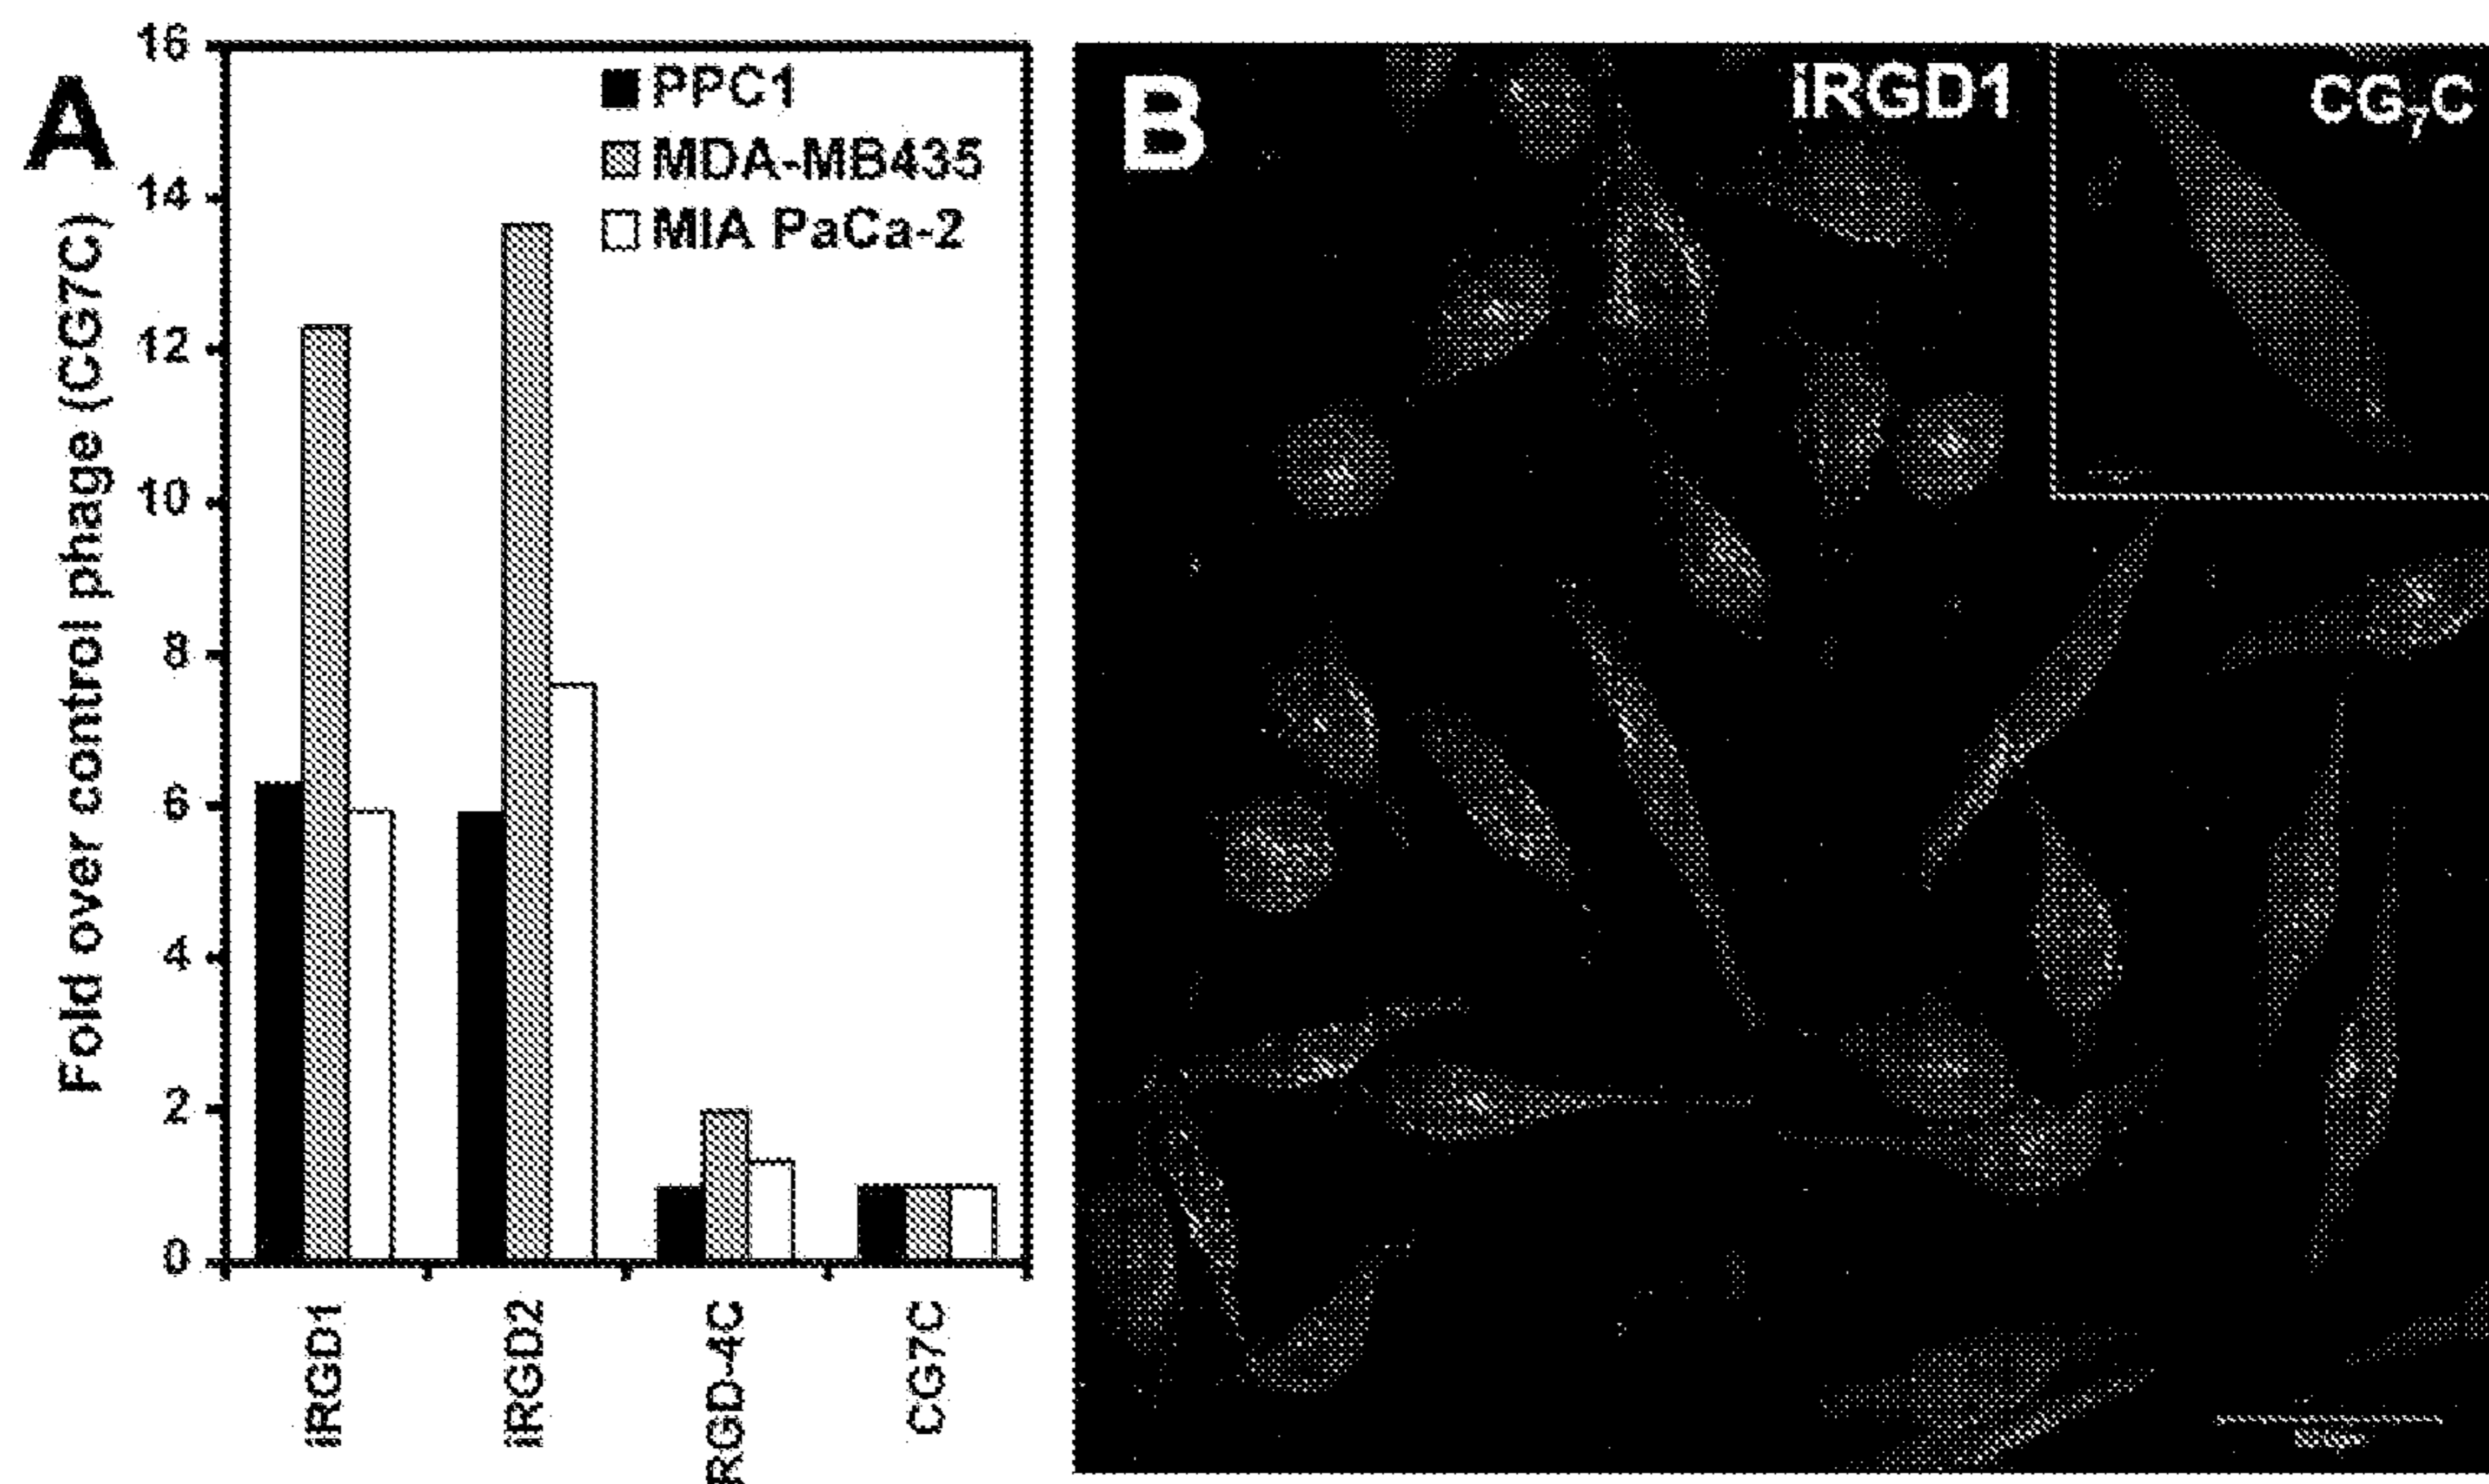 A
Fold over control phage (CG7C)
16
14
12
10
8
6
4
2
0
PPC1
MDA-MB435
MIA PaCa-2
iRGD1
iRGD2
RGD-4C
CG7C
B
iRGD1
CG₇C